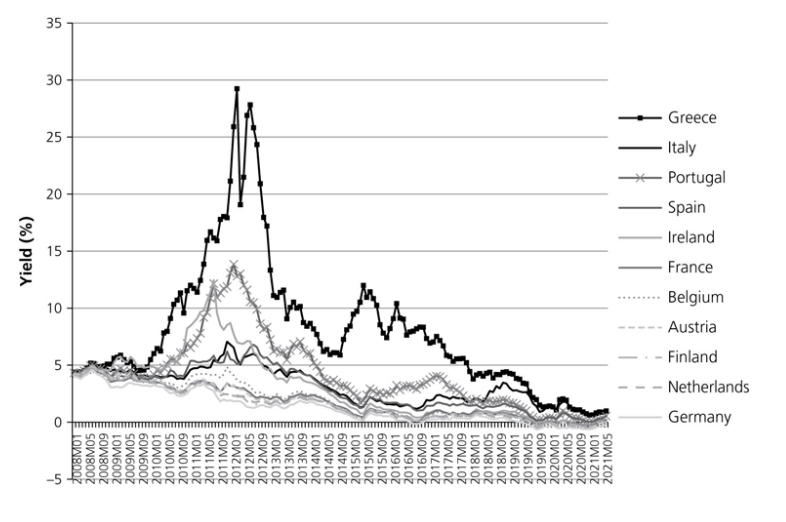 35
30
25
20
15
10
5
0
–5
Yield (%)
2008M01
2008M05
2008M09
2009M01
2009M05
2009M09
2010M01
2010M05
2010M09
2011M01
2011M05
2011M09
2012M01
2012M05
2012M09
2013M01
2013M05
2013M09
2014M01
2014M05
2014M09
2015M01
2015M05
2015M09
2016M01
2016M05
2016M09
2017M01
2017M05
2017M09
2018M01
2018M05
2018M09
2019M01
2019M05
2019M09
2020M01
2020M05
2020M09
2021M01
2021M05
Greece
Italy
Portugal
Spain
Ireland
France
Belgium
Austria
Finland
Netherlands
Germany